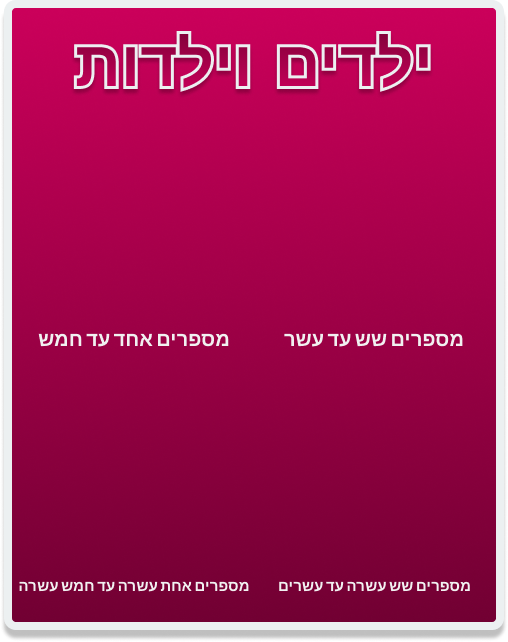 ילדים וילדות
מספרים שש עד עשר
מספרים אחד עד חמש
מספרים שש עשרה עד עשרים
מספרים אחת עשרה עד חמש עשרה